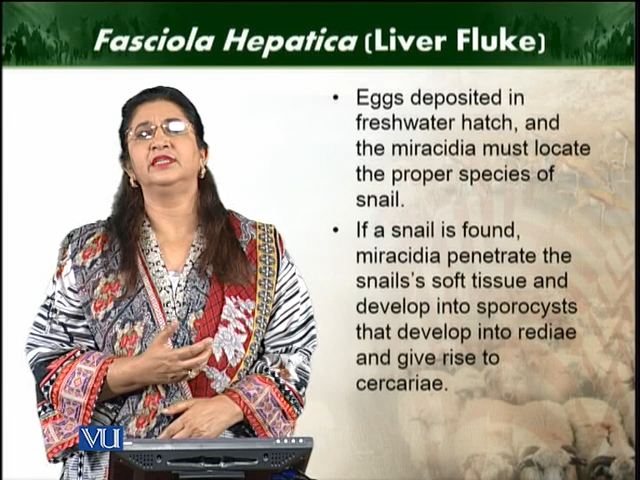 Fasciola Hepatica (Liver Fluke)
• Eggs deposited in
freshwater hatch, and
the miracidia must locate
the proper species of
snail.
• If a snail is found,
miracidia penetrate the
snails's soft tissue and
develop into sporocysts
that develop into rediae
and give rise to
cercariae.
VU